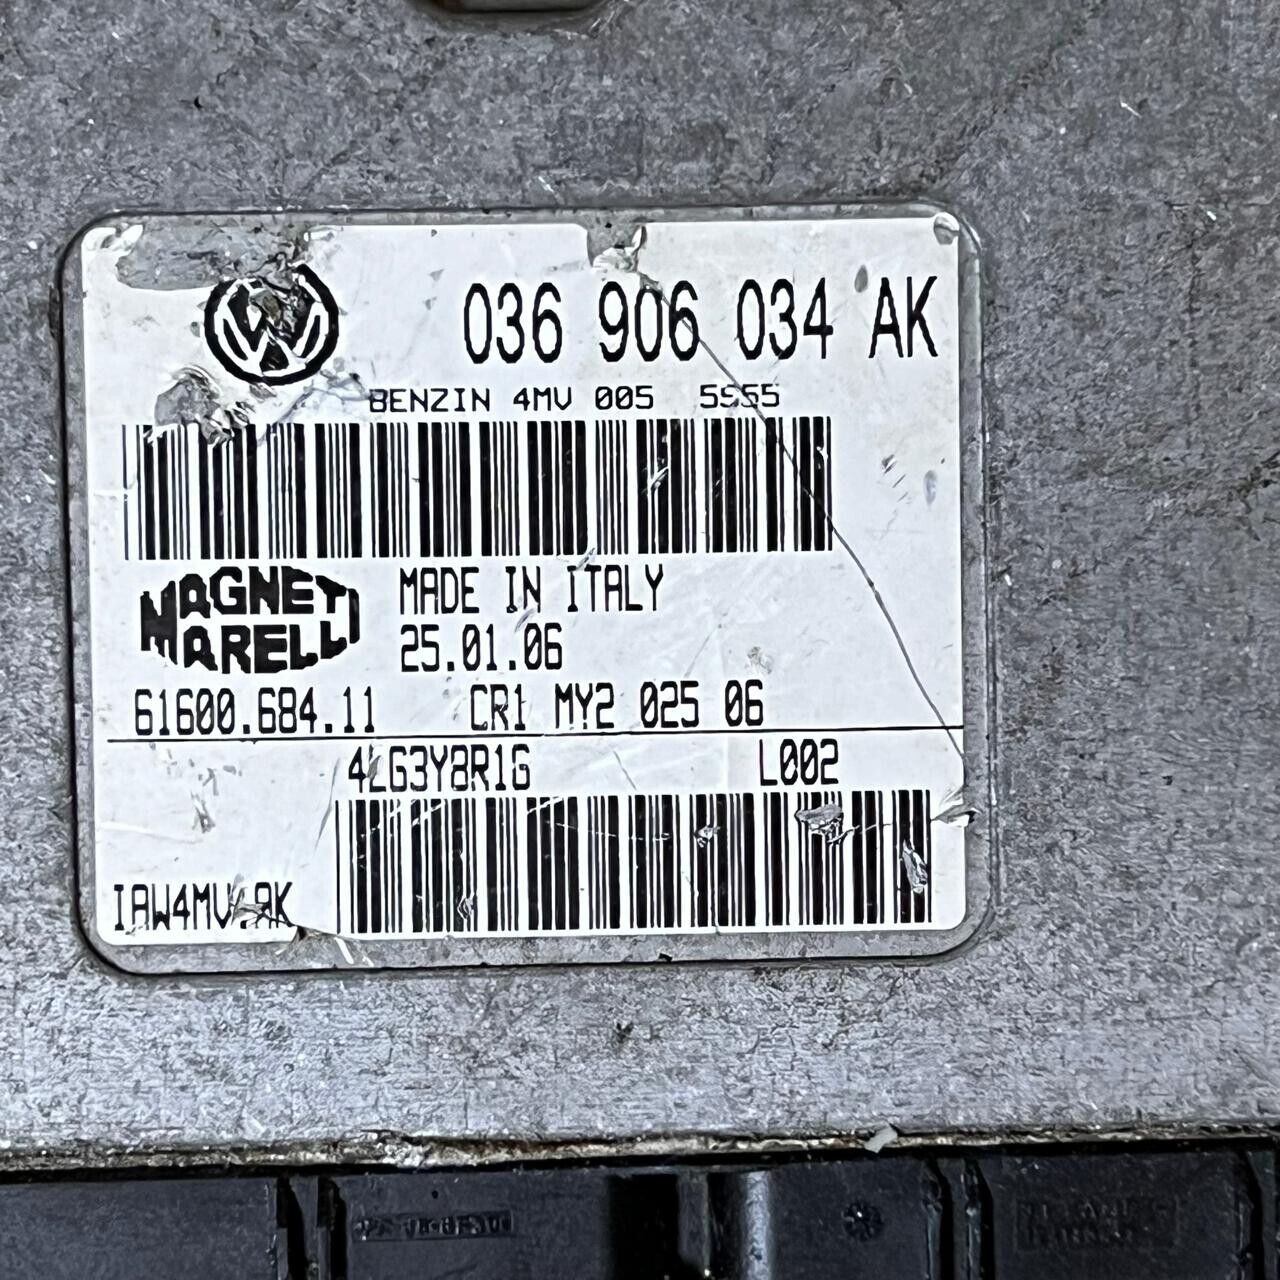 036 906 034 AK
BENZIN 4MV 005 5955
MAGNETI MARELLI
MADE IN ITALY
25.01.06
61600.684.11 CR1 MY2 025 06
4LG3Y8R1G L002
IAW4MV.AK